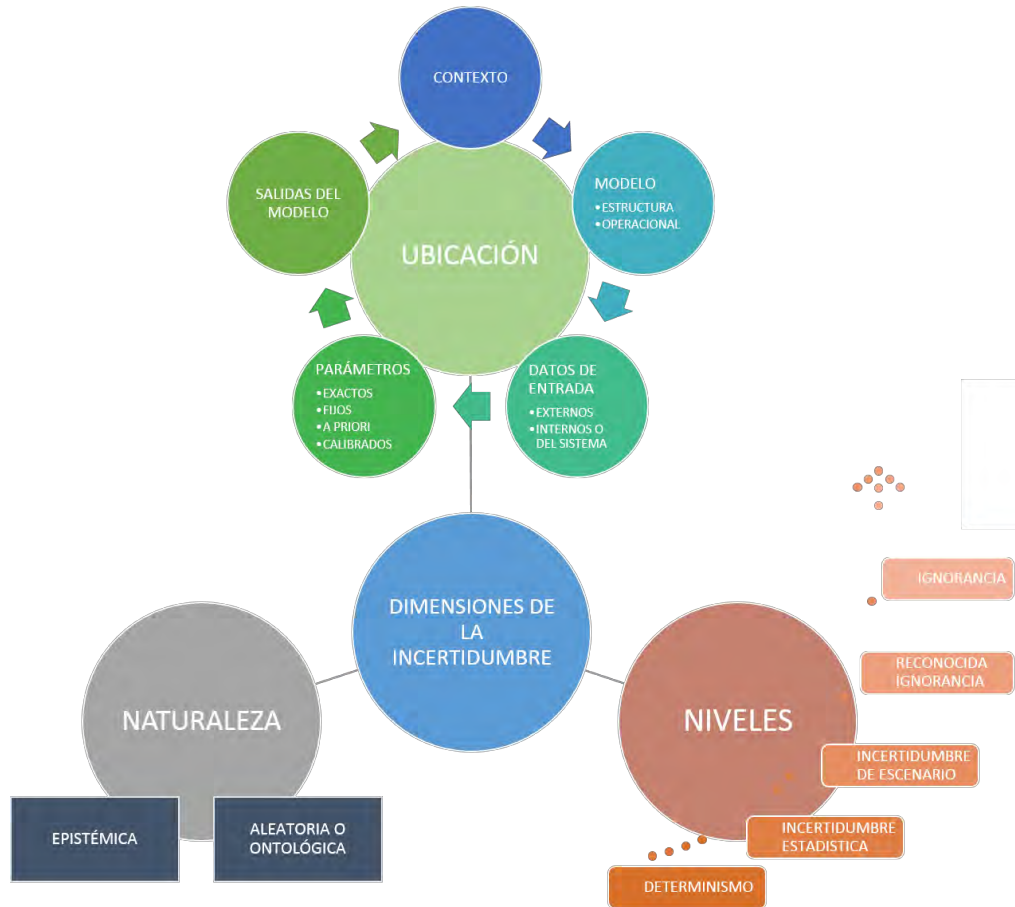 CONTEXTO
SALIDAS DEL
MODELO
MODELO
•ESTRUCTURA
•OPERACIONAL
UBICACIÓN
PARÁMETROS
•EXACTOS
•FIJOS
•A PRIORI
•CALIBRADOS
DATOS DE
ENTRADA
•EXTERNOS
•INTERNOS O
DEL SISTEMA
DIMENSIONES DE
LA
INCERTIDUMBRE
NATURALEZA
EPISTÉMICA
ALEATORIA O
ONTOLÓGICA
NIVELES
IGNORANCIA
RECONOCIDA
IGNORANCIA
INCERTIDUMBRE
DE ESCENARIO
INCERTIDUMBRE
ESTADISTICA
DETERMINISMO